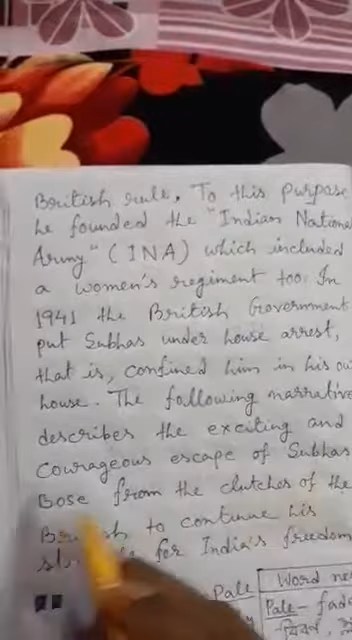 British rule. To this purpose
he founded the "Indian Nationa
Army" (INA) which included
a women's regiment too. In
1941 the British Government
put Subhas under house arrest,
that is, confined him in his ow
house. The following narrative
describes the exciting and
courageous escape of Subhas
Bose from the clutches of the
to continue his
for India's freedom
Pale Word
Pale - fad